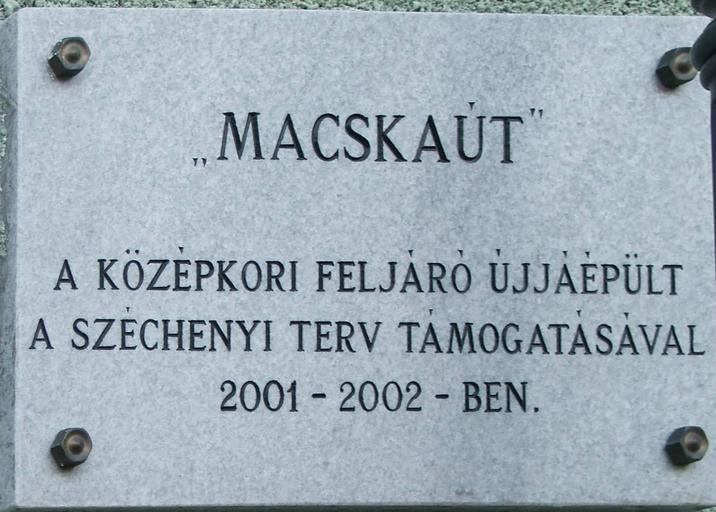 „MACSKAÚT”
A KÖZÉPKORI FELJÁRÓ ÚJJÁÉPÜLT
A SZÉCHENYI TERV TÁMOGATÁSÁVAL
2001 - 2002 - BEN.